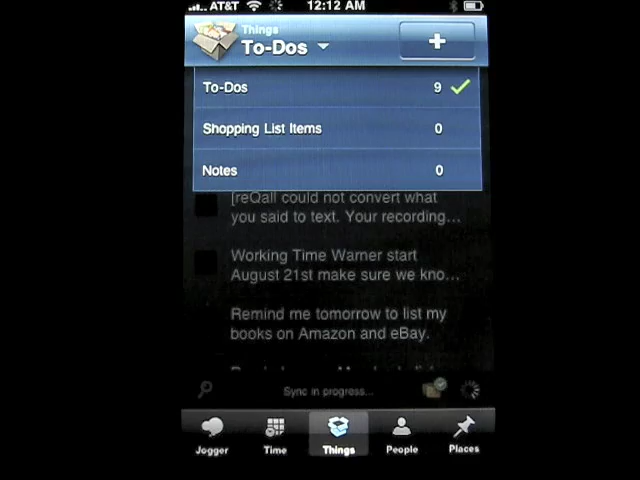 AT&T 12:12 AM
Things
To-Dos
+
To-Dos 9
Shopping List Items 0
Notes 0
[reQall could not convert what
you said to text. Your recording...
Working Time Warner start
August 21st make sure we kno...
Remind me tomorrow to list my
books on Amazon and eBay.
Sync in progress...
Jogger Time Things People Places